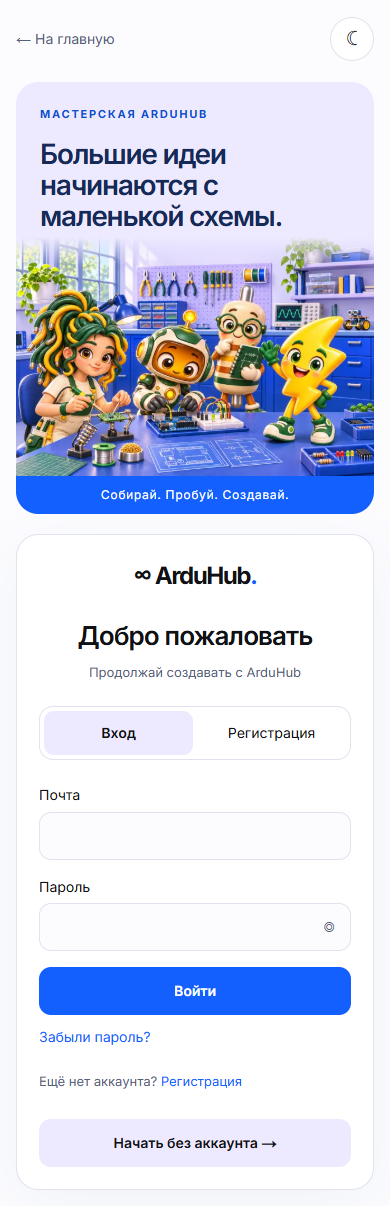 ← На главную
МАСТЕРСКАЯ ARDUHUB
Большие идеи
начинаются с
маленькой схемы.
Собирай. Пробуй. Создавай.
∞ ArduHub.
Добро пожаловать
Продолжай создавать с ArduHub
Вход
Регистрация
Почта
Пароль
Войти
Забыли пароль?
Ещё нет аккаунта? Регистрация
Начать без аккаунта →